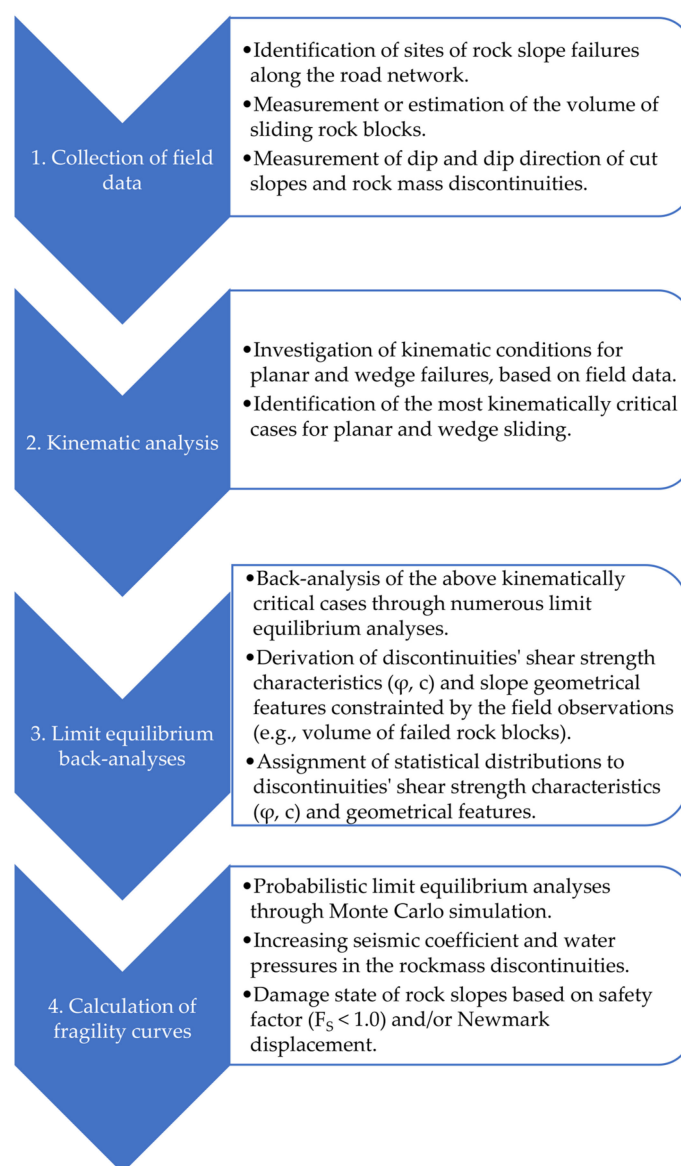 1. Collection of field
data
•Identification of sites of rock slope failures
along the road network.
•Measurement or estimation of the volume of
sliding rock blocks.
•Measurement of dip and dip direction of cut
slopes and rock mass discontinuities.
2. Kinematic analysis
•Investigation of kinematic conditions for
planar and wedge failures, based on field data.
•Identification of the most kinematically critical
cases for planar and wedge sliding.
3. Limit equilibrium
back-analyses
•Back-analysis of the above kinematically
critical cases through numerous limit
equilibrium analyses.
•Derivation of discontinuities' shear strength
characteristics (φ, c) and slope geometrical
features constrainted by the field observations
(e.g., volume of failed rock blocks).
•Assignment of statistical distributions to
discontinuities' shear strength characteristics
(φ, c) and geometrical features.
4. Calculation of
fragility curves
•Probabilistic limit equilibrium analyses
through Monte Carlo simulation.
•Increasing seismic coefficient and water
pressures in the rockmass discontinuities.
•Damage state of rock slopes based on safety
factor (FS < 1.0) and/or Newmark
displacement.